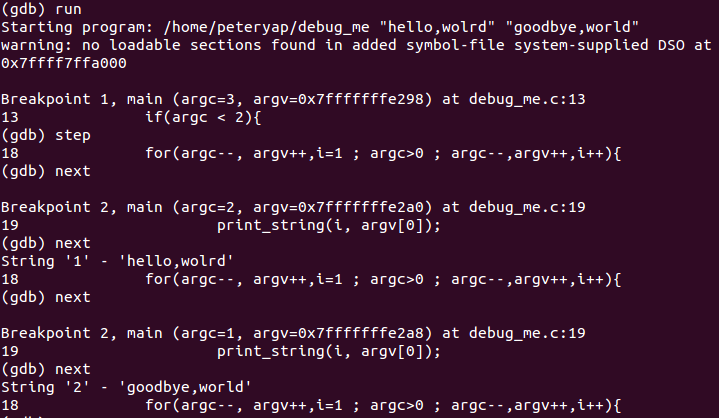 (gdb) run
Starting program: /home/peteryap/debug_me "hello,wolrd" "goodbye,world"
warning: no loadable sections found in added symbol-file system-supplied DSO at
0x7ffff7ffa000
Breakpoint 1, main (argc=3, argv=0x7fffffffe298) at debug_me.c:13
13 if(argc < 2){
(gdb) step
18 for(argc--, argv++,i=1 ; argc>0 ; argc--,argv++,i++){
(gdb) next
Breakpoint 2, main (argc=2, argv=0x7fffffffe2a0) at debug_me.c:19
19 print_string(i, argv[0]);
(gdb) next
String '1' - 'hello,wolrd'
18 for(argc--, argv++,i=1 ; argc>0 ; argc--,argv++,i++){
(gdb) next
Breakpoint 2, main (argc=1, argv=0x7fffffffe2a8) at debug_me.c:19
19 print_string(i, argv[0]);
(gdb) next
String '2' - 'goodbye,world'
18 for(argc--, argv++,i=1 ; argc>0 ; argc--,argv++,i++){